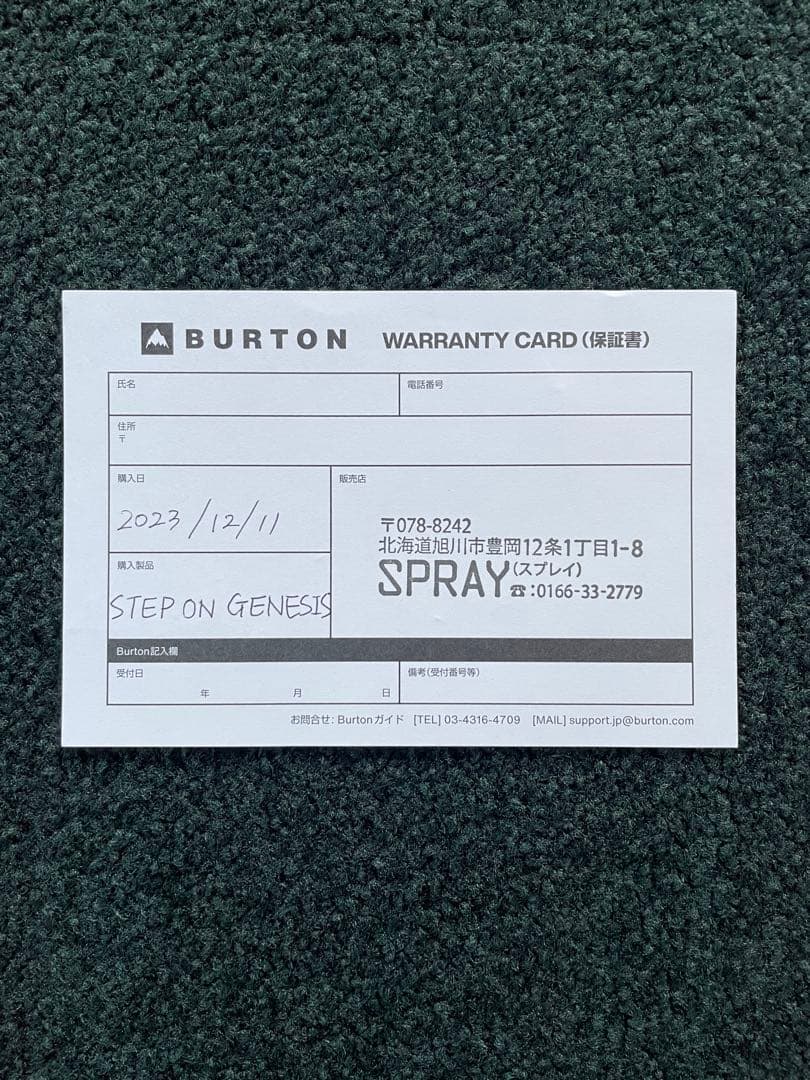 BURTON WARRANTY CARD(保証書)
氏名 電話番号
住所
〒
購入日 販売店
2023/12/11
〒078-8242
北海道旭川市豊岡12条1丁目1-8
購入製品
SPRAY(スプレイ)
☎:0166-33-2779
STEP ON GENESIS
Burton記入欄
受付日 備考(受付番号等)
年 月 日
お問合せ: Burtonガイド [TEL] 03-4316-4709 [MAIL] support.jp@burton.com